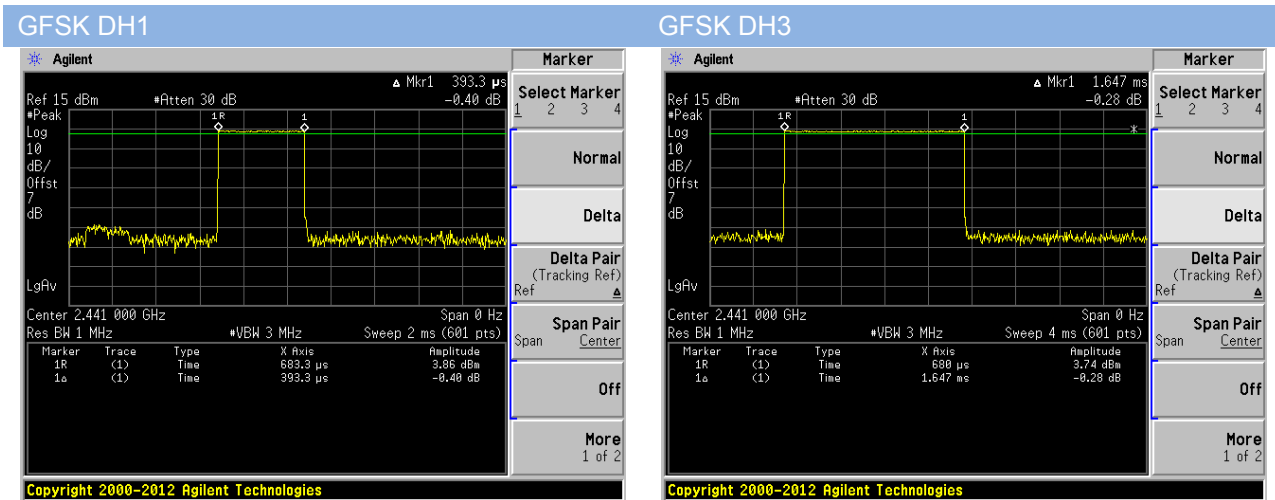 GFSK DH1
Agilent
Marker
Δ Mkr1 393.3 µs
Ref 15 dBm #Atten 30 dB -0.40 dB
#Peak
Log
10
dB/
Offst
7
dB
LgAv
1R 1
Center 2.441 000 GHz Span 0 Hz
Res BW 1 MHz #VBW 3 MHz Sweep 2 ms (601 pts)
Marker Trace Type X Axis Amplitude
1R (1) Time 683.3 µs 3.86 dBm
1Δ (1) Time 393.3 µs -0.40 dB
Select Marker
1 2 3 4
Normal
Delta
Delta Pair
(Tracking Ref)
Ref Δ
Span Pair
Span Center
Off
More
1 of 2
Copyright 2000-2012 Agilent Technologies
GFSK DH3
Agilent
Marker
Δ Mkr1 1.647 ms
Ref 15 dBm #Atten 30 dB -0.28 dB
#Peak
Log
10
dB/
Offst
7
dB
LgAv
1R 1
Center 2.441 000 GHz Span 0 Hz
Res BW 1 MHz #VBW 3 MHz Sweep 4 ms (601 pts)
Marker Trace Type X Axis Amplitude
1R (1) Time 680 µs 3.74 dBm
1Δ (1) Time 1.647 ms -0.28 dB
Select Marker
1 2 3 4
Normal
Delta
Delta Pair
(Tracking Ref)
Ref Δ
Span Pair
Span Center
Off
More
1 of 2
Copyright 2000-2012 Agilent Technologies